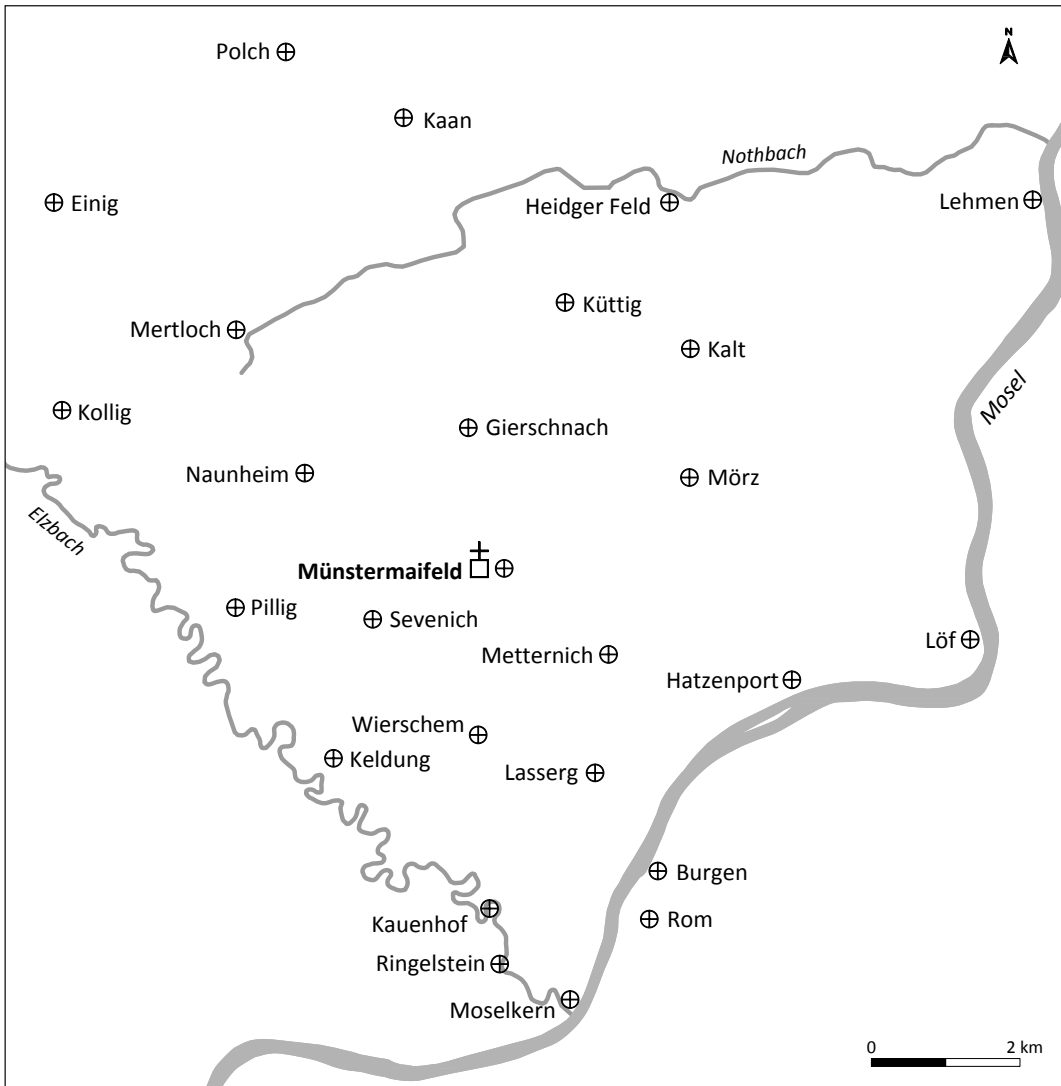 Polch
N
Kaan
Nothbach
Einig
Heidger Feld
Lehmen
Küttig
Mertloch
Kalt
Mosel
Kollig
Gierschnach
Naunheim
Mörz
Elzbach
Münstermaifeld
Pillig
Sevenich
Löf
Metternich
Hatzenport
Wierschem
Keldung
Lasserg
Burgen
Kauenhof
Rom
Ringelstein
Moselkern
0 2 km